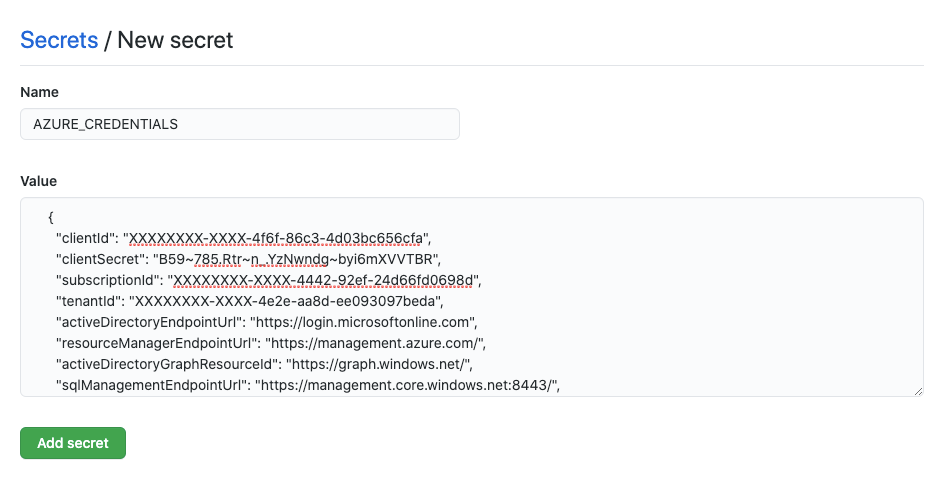 Secrets / New secret
Name
AZURE_CREDENTIALS
Value
{
"clientId": "XXXXXXXX-XXXX-4f6f-86c3-4d03bc656cfa",
"clientSecret": "B59~785.Rtr~n_.YzNwndg~byi6mXVVTBR",
"subscriptionId": "XXXXXXXX-XXXX-4442-92ef-24d66fd0698d",
"tenantId": "XXXXXXXX-XXXX-4e2e-aa8d-ee093097beda",
"activeDirectoryEndpointUrl": "https://login.microsoftonline.com",
"resourceManagerEndpointUrl": "https://management.azure.com/",
"activeDirectoryGraphResourceId": "https://graph.windows.net/",
"sqlManagementEndpointUrl": "https://management.core.windows.net:8443/",
Add secret